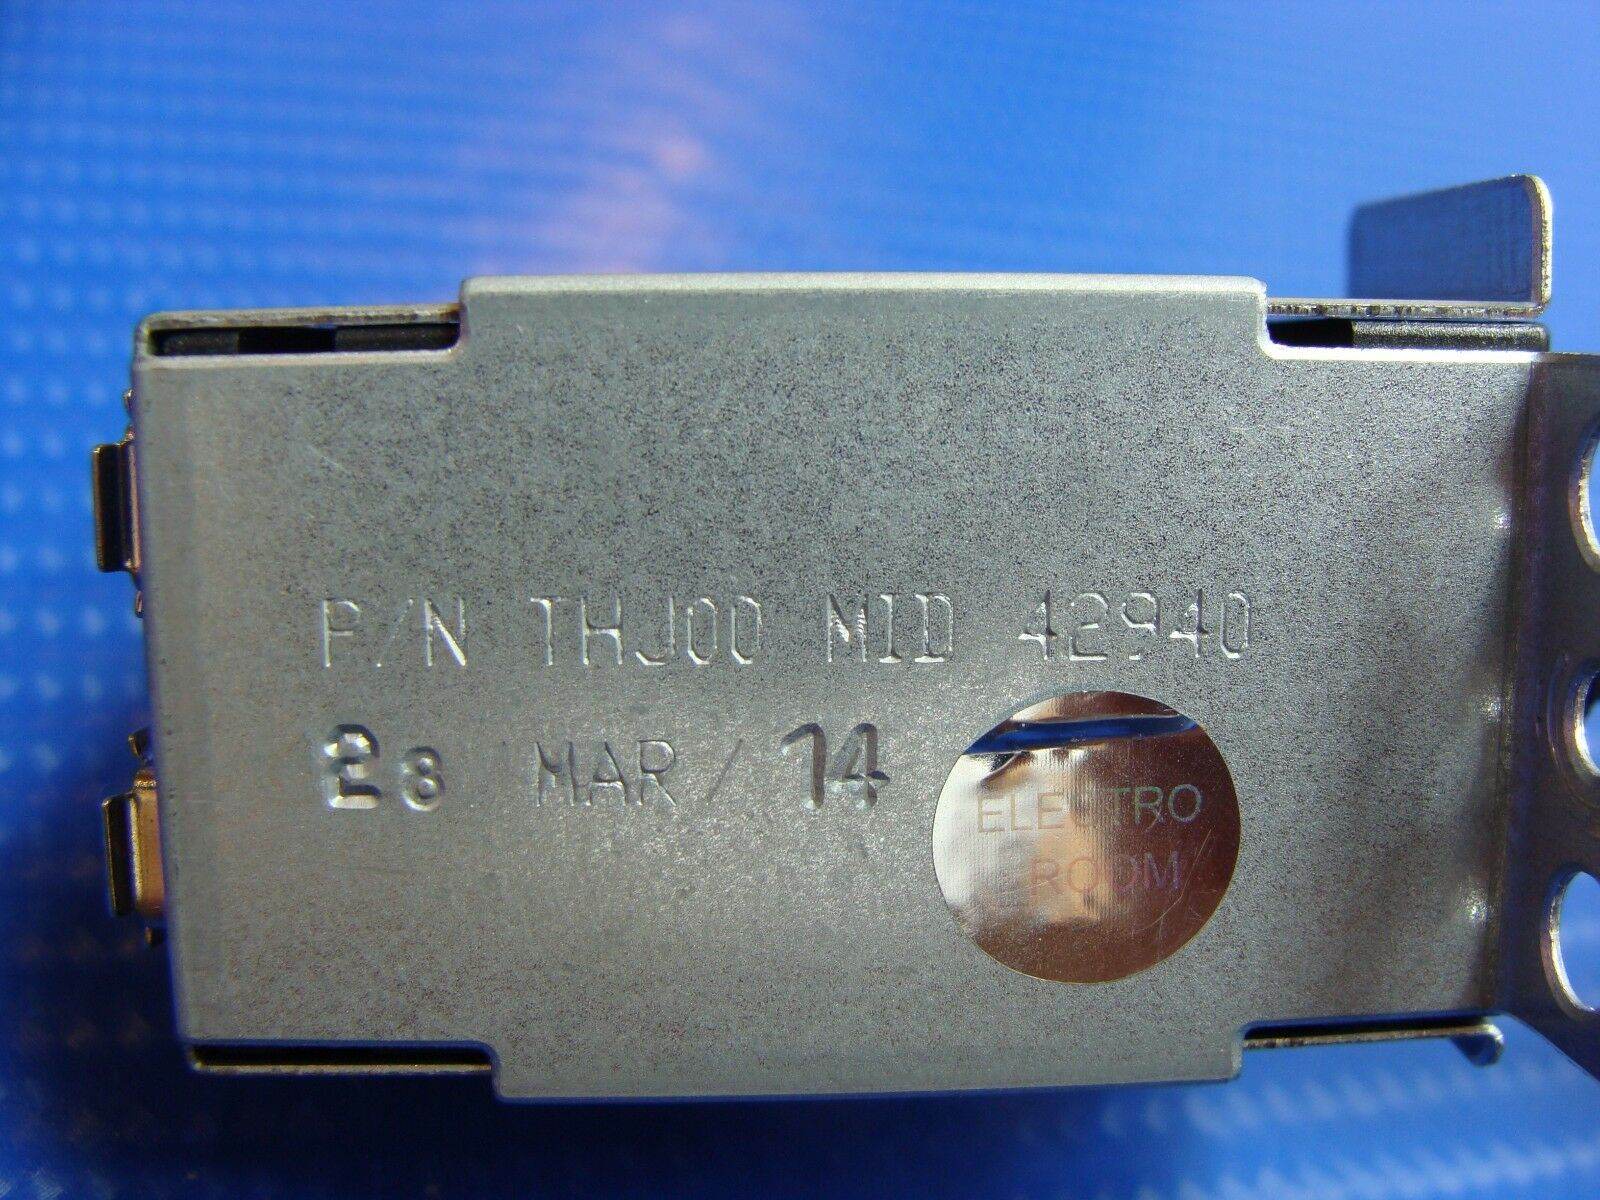 P/N THJ00 MID 42940
28 MAR/14
ELECTRO
ROOM